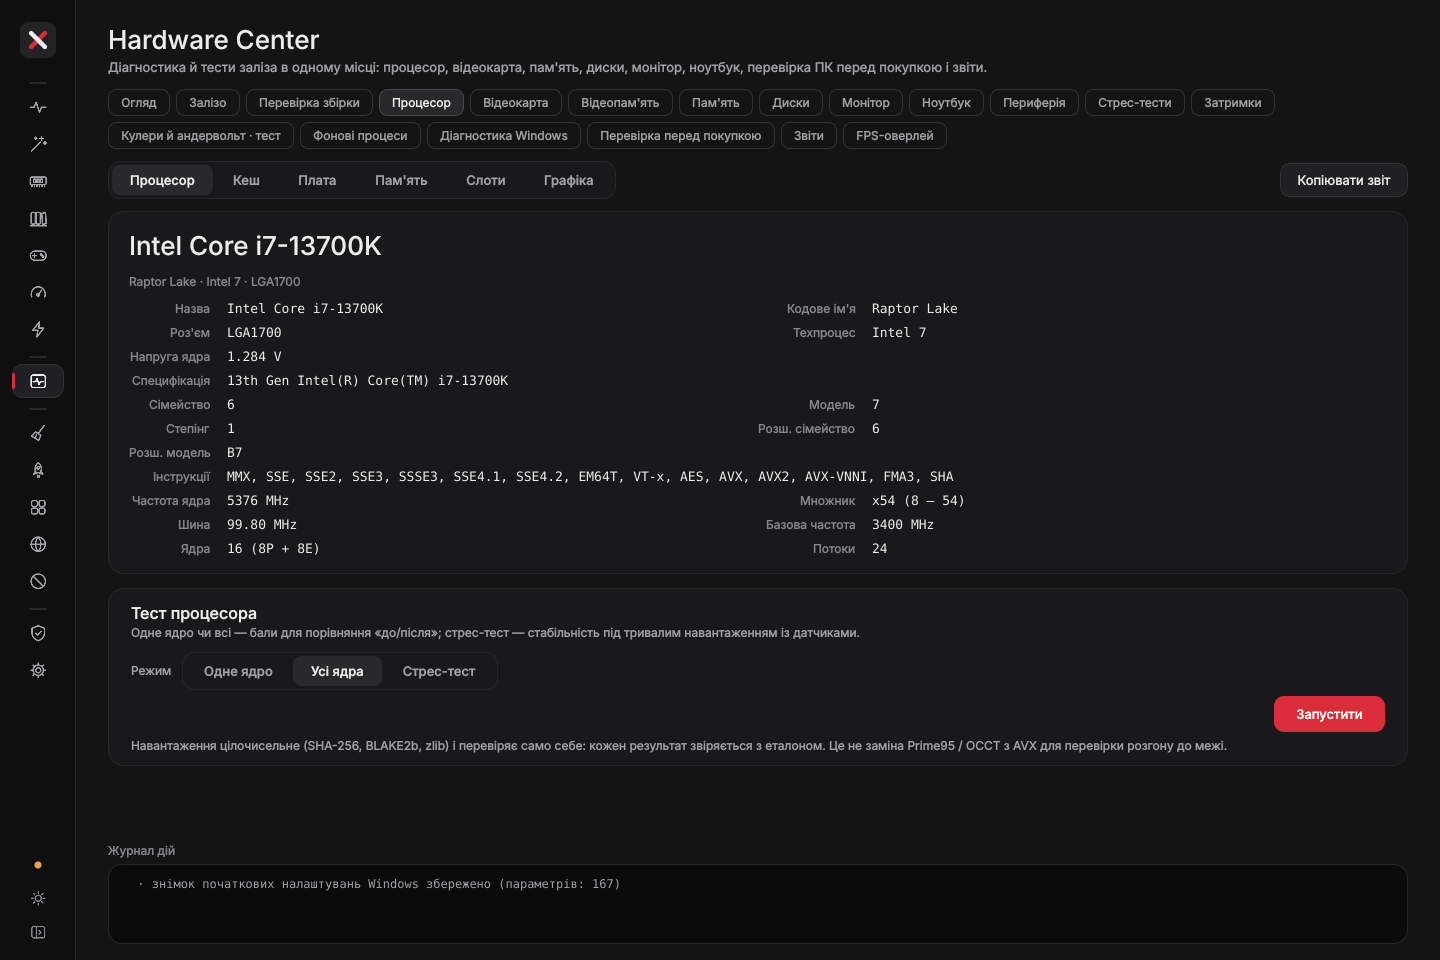 Hardware Center
Діагностика й тести заліза в одному місці: процесор, відеокарта, пам'ять, диски, монітор, ноутбук, перевірка ПК перед покупкою і звіти.
Огляд Залізо Перевірка збірки Процесор Відеокарта Відеопам'ять Пам'ять Диски Монітор Ноутбук Периферія Стрес-тести Затримки
Кулери й андервольт · тест Фонові процеси Діагностика Windows Перевірка перед покупкою Звіти FPS-оверлей
Процесор Кеш Плата Пам'ять Слоти Графіка Копіювати звіт
Intel Core i7-13700K
Raptor Lake · Intel 7 · LGA1700
Назва Intel Core i7-13700K Кодове ім'я Raptor Lake
Роз'єм LGA1700 Техпроцес Intel 7
Напруга ядра 1.284 V
Специфікація 13th Gen Intel(R) Core(TM) i7-13700K
Сімейство 6 Модель 7
Степінг 1 Розш. сімейство 6
Розш. модель B7
Інструкції MMX, SSE, SSE2, SSE3, SSSE3, SSE4.1, SSE4.2, EM64T, VT-x, AES, AVX, AVX2, AVX-VNNI, FMA3, SHA
Частота ядра 5376 MHz Множник x54 (8 — 54)
Шина 99.80 MHz Базова частота 3400 MHz
Ядра 16 (8P + 8E) Потоки 24
Тест процесора
Одне ядро чи всі — бали для порівняння «до/після»; стрес-тест — стабільність під тривалим навантаженням із датчиками.
Режим Одне ядро Усі ядра Стрес-тест
Запустити
Навантаження цілочисельне (SHA-256, BLAKE2b, zlib) і перевіряє само себе: кожен результат звіряється з еталоном. Це не заміна Prime95 / OCCT з AVX для перевірки розгону до межі.
Журнал дій
· знімок початкових налаштувань Windows збережено (параметрів: 167)